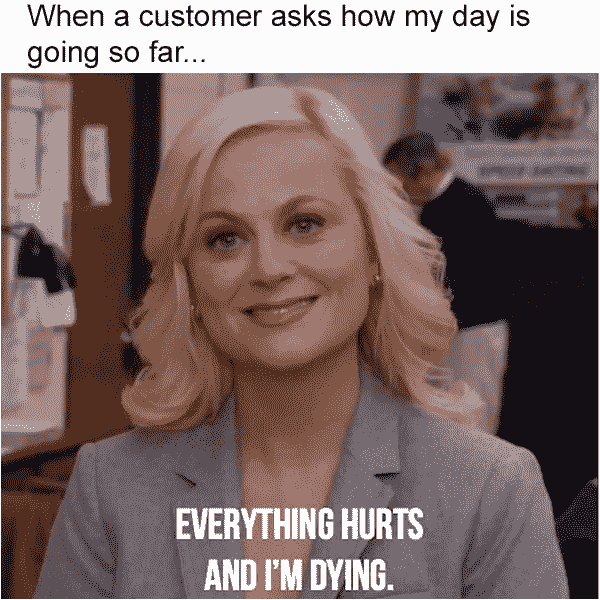 When a customer asks how my day is
going so far...
EVERYTHING HURTS
AND I'M DYING.